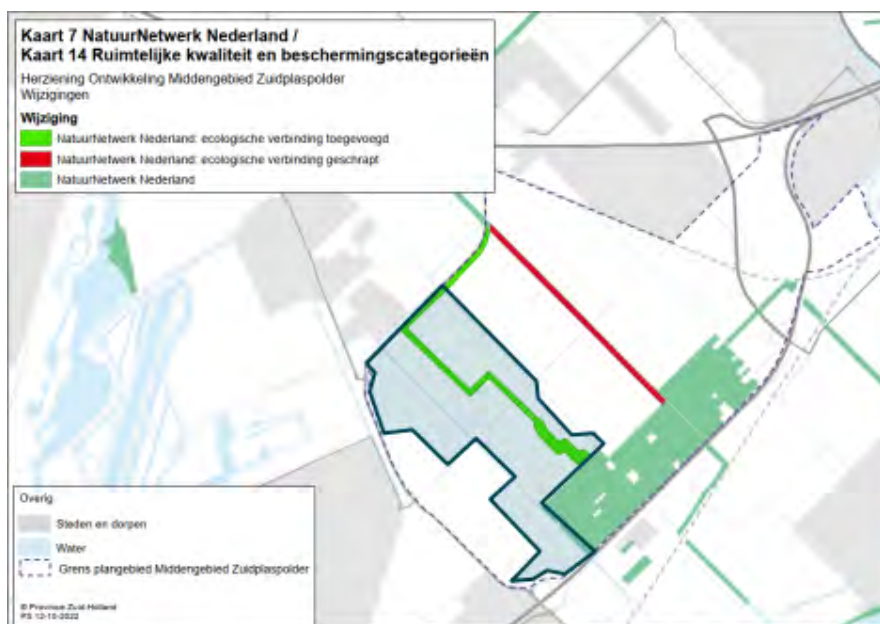 Kaart 7 NatuurNetwerk Nederland /
Kaart 14 Ruimtelijke kwaliteit en beschermingscategorieën
Herziening Ontwikkeling Middengebied Zuidplaspolder
Wijzigingen
Wijziging
NatuurNetwerk Nederland: ecologische verbinding toegevoegd
NatuurNetwerk Nederland: ecologische verbinding geschrapt
NatuurNetwerk Nederland
Overig
Steden en dorpen
Water
Grens plangebied Middengebied Zuidplaspolder
© Provincie Zuid-Holland
PS 12-10-2022